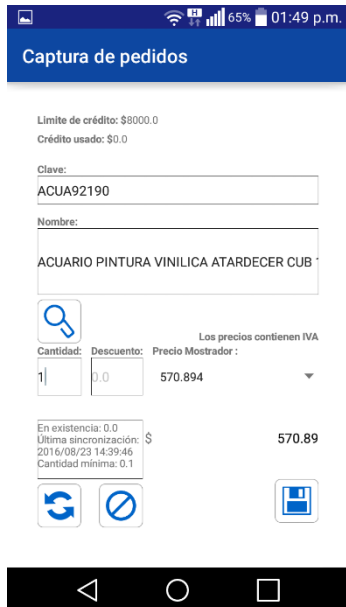 H
65% 01:49 p.m.
Captura de pedidos
Limite de crédito: $8000.0
Crédito usado: $0.0
Clave:
ACUA92190
Nombre:
ACUARIO PINTURA VINILICA ATARDECER CUB
Los precios contienen IVA
Cantidad: Descuento: Precio Mostrador :
1 0.0 570.894
En existencia: 0.0
Última sincronización:
2016/08/23 14:39:46
Cantidad mínima: 0.1
$ 570.89